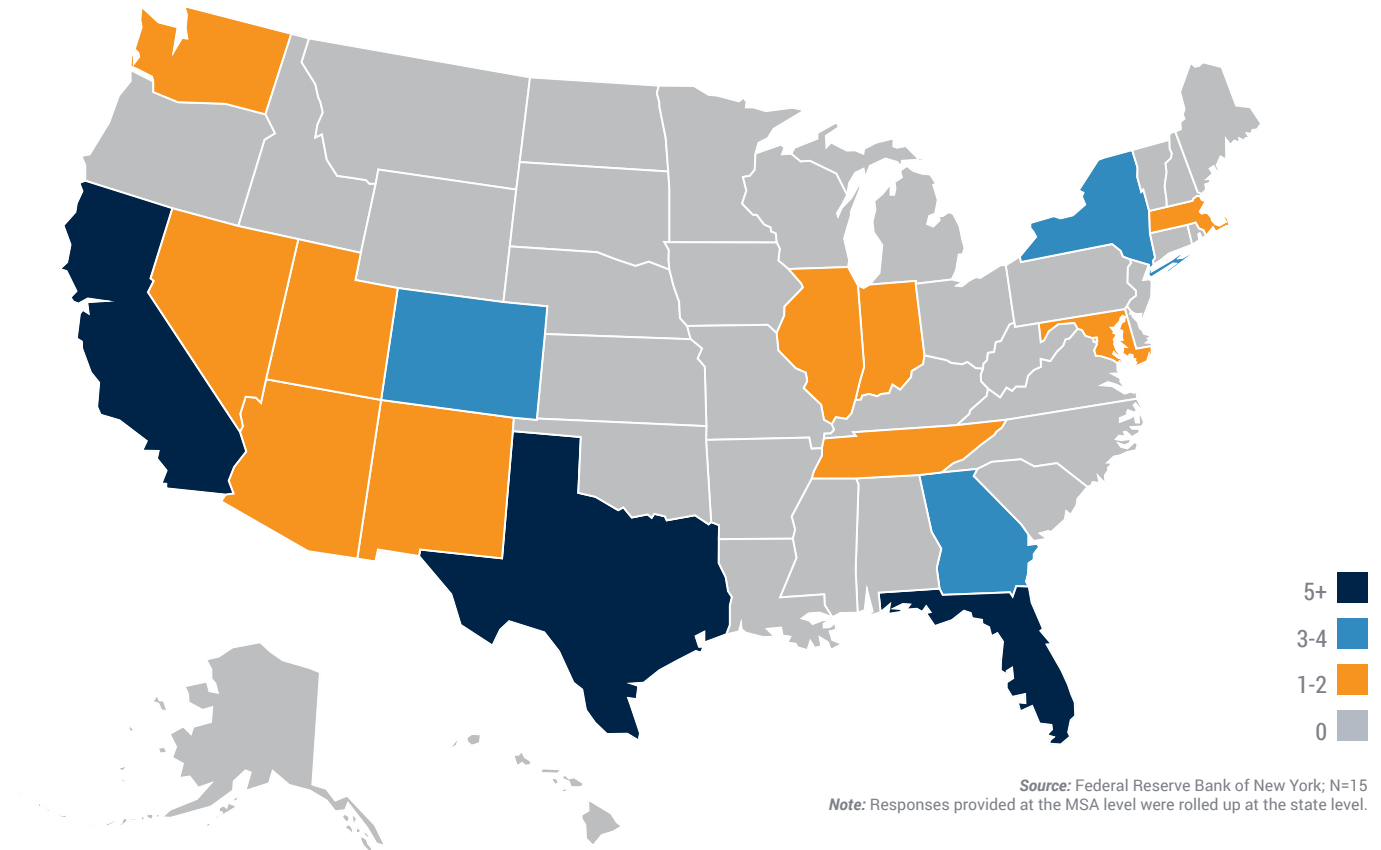 5+
3-4
1-2
0
Source: Federal Reserve Bank of New York; N=15
Note: Responses provided at the MSA level were rolled up at the state level.